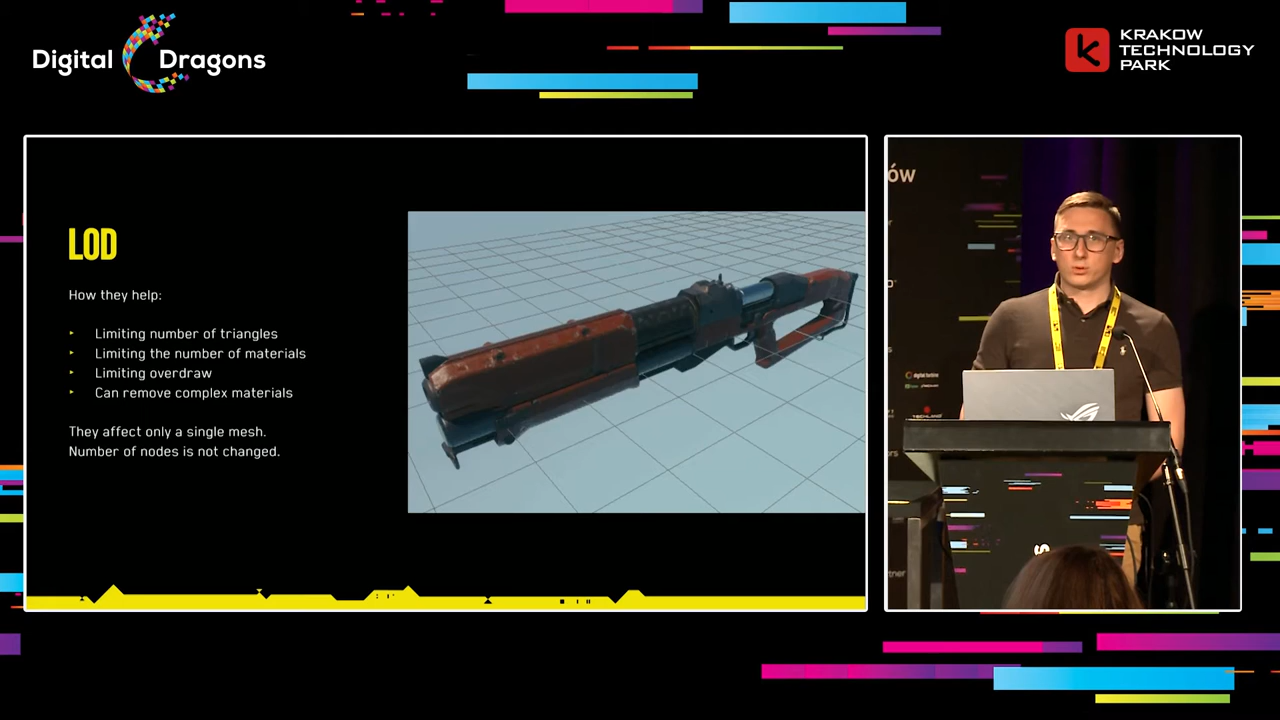 Digital Dragons
KRAKOW
TECHNOLOGY
PARK
LOD
How they help:
Limiting number of triangles
Limiting the number of materials
Limiting overdraw
Can remove complex materials
They affect only a single mesh.
Number of nodes is not changed.
ÓW
TECHLAND